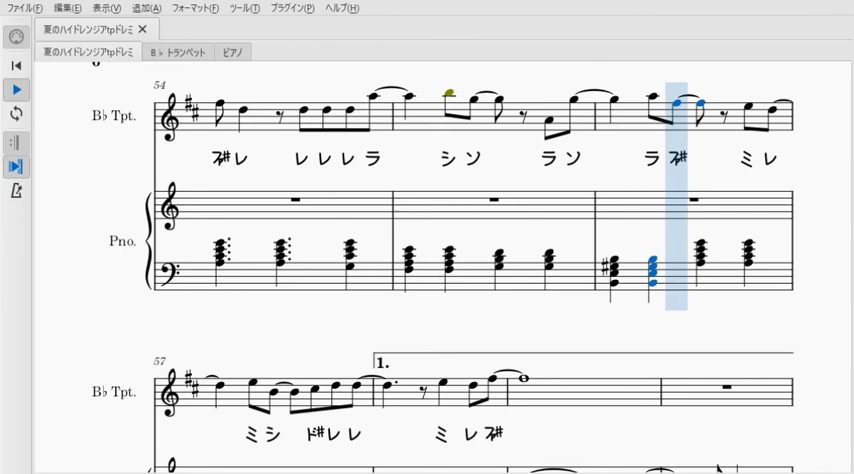 ファイル(F) 編集(E) 表示(V) 追加(A) フォーマット(F) ツール(T) プラグイン(P) ヘルプ(H)
夏のハイドレンジアtpドレミ ×
夏のハイドレンジアtpドレミ B♭ トランペット ピアノ
54
B♭ Tpt.
ファ# レ レ レ レ ラ シ ソ ラ ソ ラ ファ# ミ レ
Pno.
57
1.
B♭ Tpt.
ミ シ ド# レ レ ミ レ ファ#